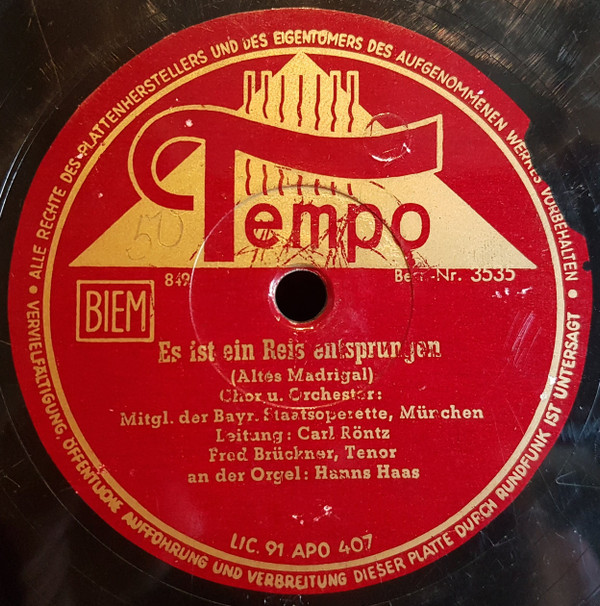 • ALLE RECHTE DES PLATTENHERSTELLERS UND DES EIGENTÜMERS DES AUFGENOMMENEN WERKES VORBEHALTEN •
Tempo
50
849
Best.-Nr. 3535
BIEM
Es ist ein Reis entsprungen
(Altes Madrigal)
Chor u. Orchester:
Mitgl. der Bayr. Staatsoperette, München
Leitung: Carl Röntz
Fred Brückner, Tenor
an der Orgel: Hanns Haas
LIC. 91 APO 407
VERVIELFÄLTIGUNG, ÖFFENTLICHE AUFFÜHRUNG UND VERBREITUNG DIESER PLATTE DURCH RUNDFUNK IST UNTERSAGT